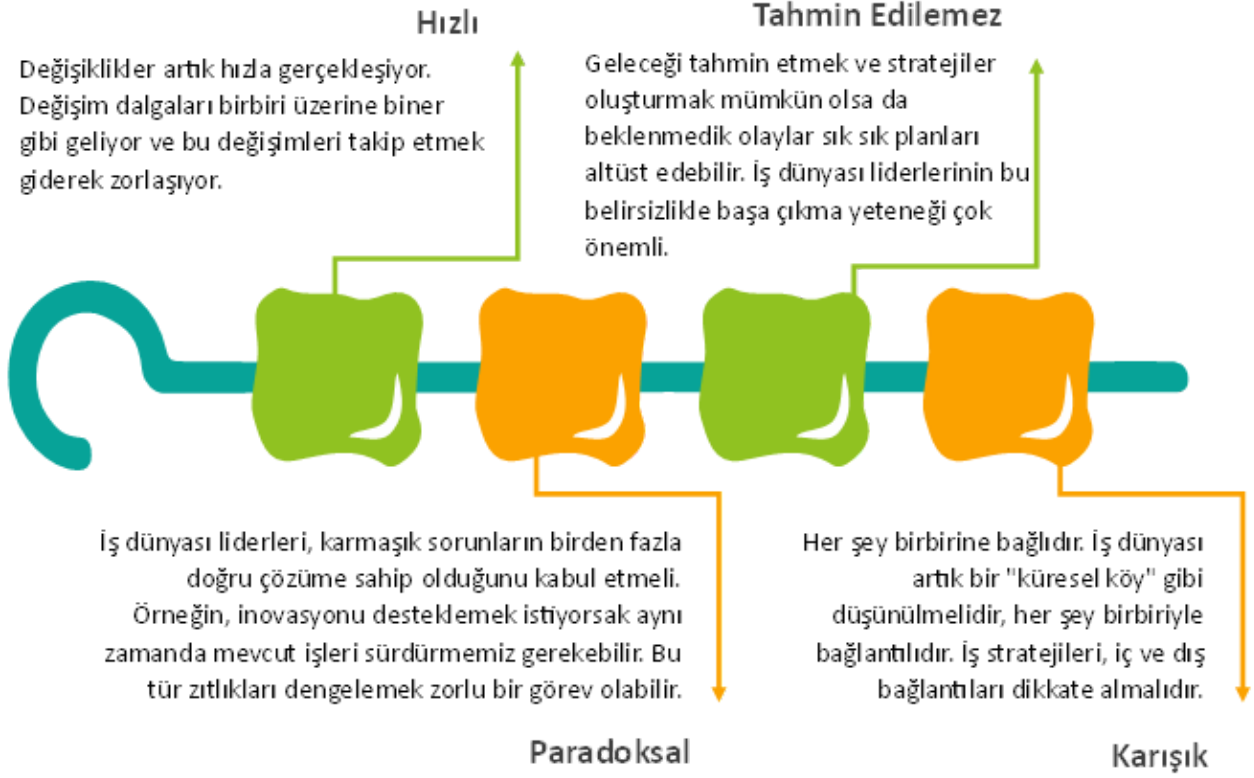 Hızlı
Değişiklikler artık hızla gerçekleşiyor.
Değişim dalgaları birbiri üzerine biner
gibi geliyor ve bu değişimleri takip etmek
giderek zorlaşıyor.
Tahmin Edilemez
Geleceği tahmin etmek ve stratejiler
oluşturmak mümkün olsa da
beklenmedik olaylar sık sık planları
altüst edebilir. İş dünyası liderlerinin bu
belirsizlikle başa çıkma yeteneği çok
önemli.
İş dünyası liderleri, karmaşık sorunların birden fazla
doğru çözüme sahip olduğunu kabul etmeli.
Örneğin, inovasyonu desteklemek istiyorsak aynı
zamanda mevcut işleri sürdürmemiz gerekebilir. Bu
tür zıtlıkları dengelemek zorlu bir görev olabilir.
Paradoksal
Her şey birbirine bağlıdır. İş dünyası
artık bir "küresel köy" gibi
düşünülmelidir, her şey birbiriyle
bağlantılıdır. İş stratejileri, iç ve dış
bağlantıları dikkate almalıdır.
Karışık